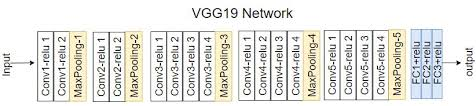 VGG19 Network
Input
Conv1-relu 1
Conv1-relu 2
MaxPooling-1
Conv2-relu 1
Conv2-relu 2
MaxPooling-2
Conv3-relu 1
Conv3-relu 2
Conv3-relu 3
Conv3-relu 4
MaxPooling-3
Conv4-relu 1
Conv4-relu 2
Conv4-relu 3
Conv4-relu 4
MaxPooling-4
Conv5-relu 1
Conv5-relu 2
Conv5-relu 3
Conv5-relu 4
MaxPooling-5
FC1+relu
FC2+relu
FC3+relu
output